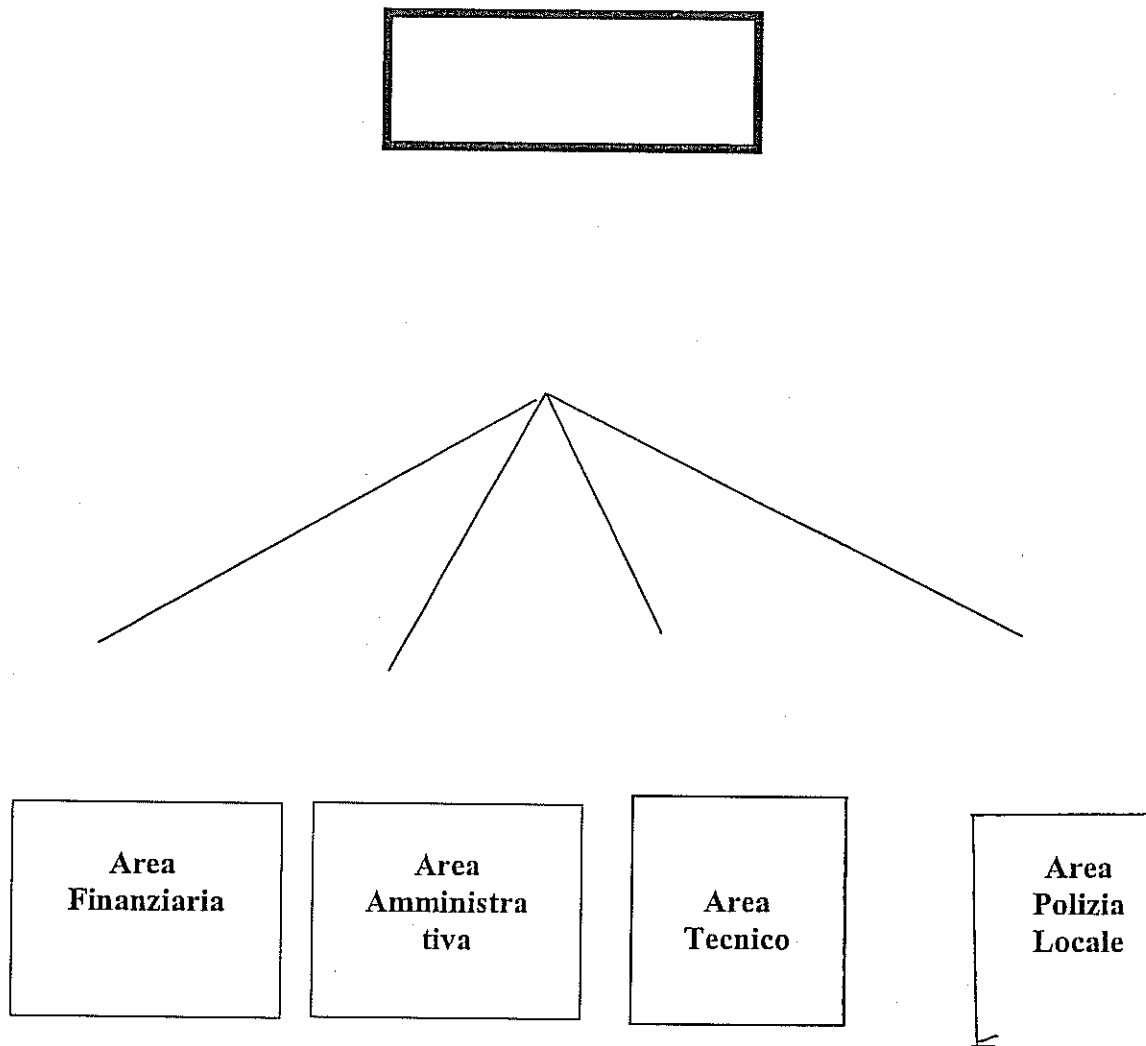 Area
Finanziaria
Area
Amministra
tiva
Area
Tecnico
Area
Polizia
Locale